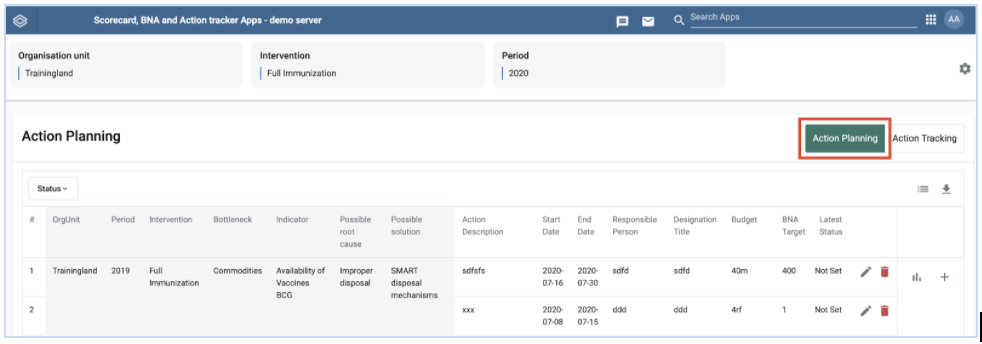 Scorecard, BNA and Action tracker Apps - demo server
Search Apps
AA
Organisation unit
Trainingland
Intervention
Full Immunization
Period
2020
Action Planning
Action Planning
Action Tracking
Status
# OrgUnit Period Intervention Bottleneck Indicator Possible root cause Possible solution Action Description Start Date End Date Responsible Person Designation Title Budget BNA Target Latest Status
1 Trainingland 2019 Full Immunization Commodities Availability of Vaccines BCG Improper disposal SMART disposal mechanisms sdfsfs 2020-07-16 2020-07-30 sdfd sdfd 40m 400 Not Set
2 xxx 2020-07-08 2020-07-15 ddd ddd 4rf 1 Not Set